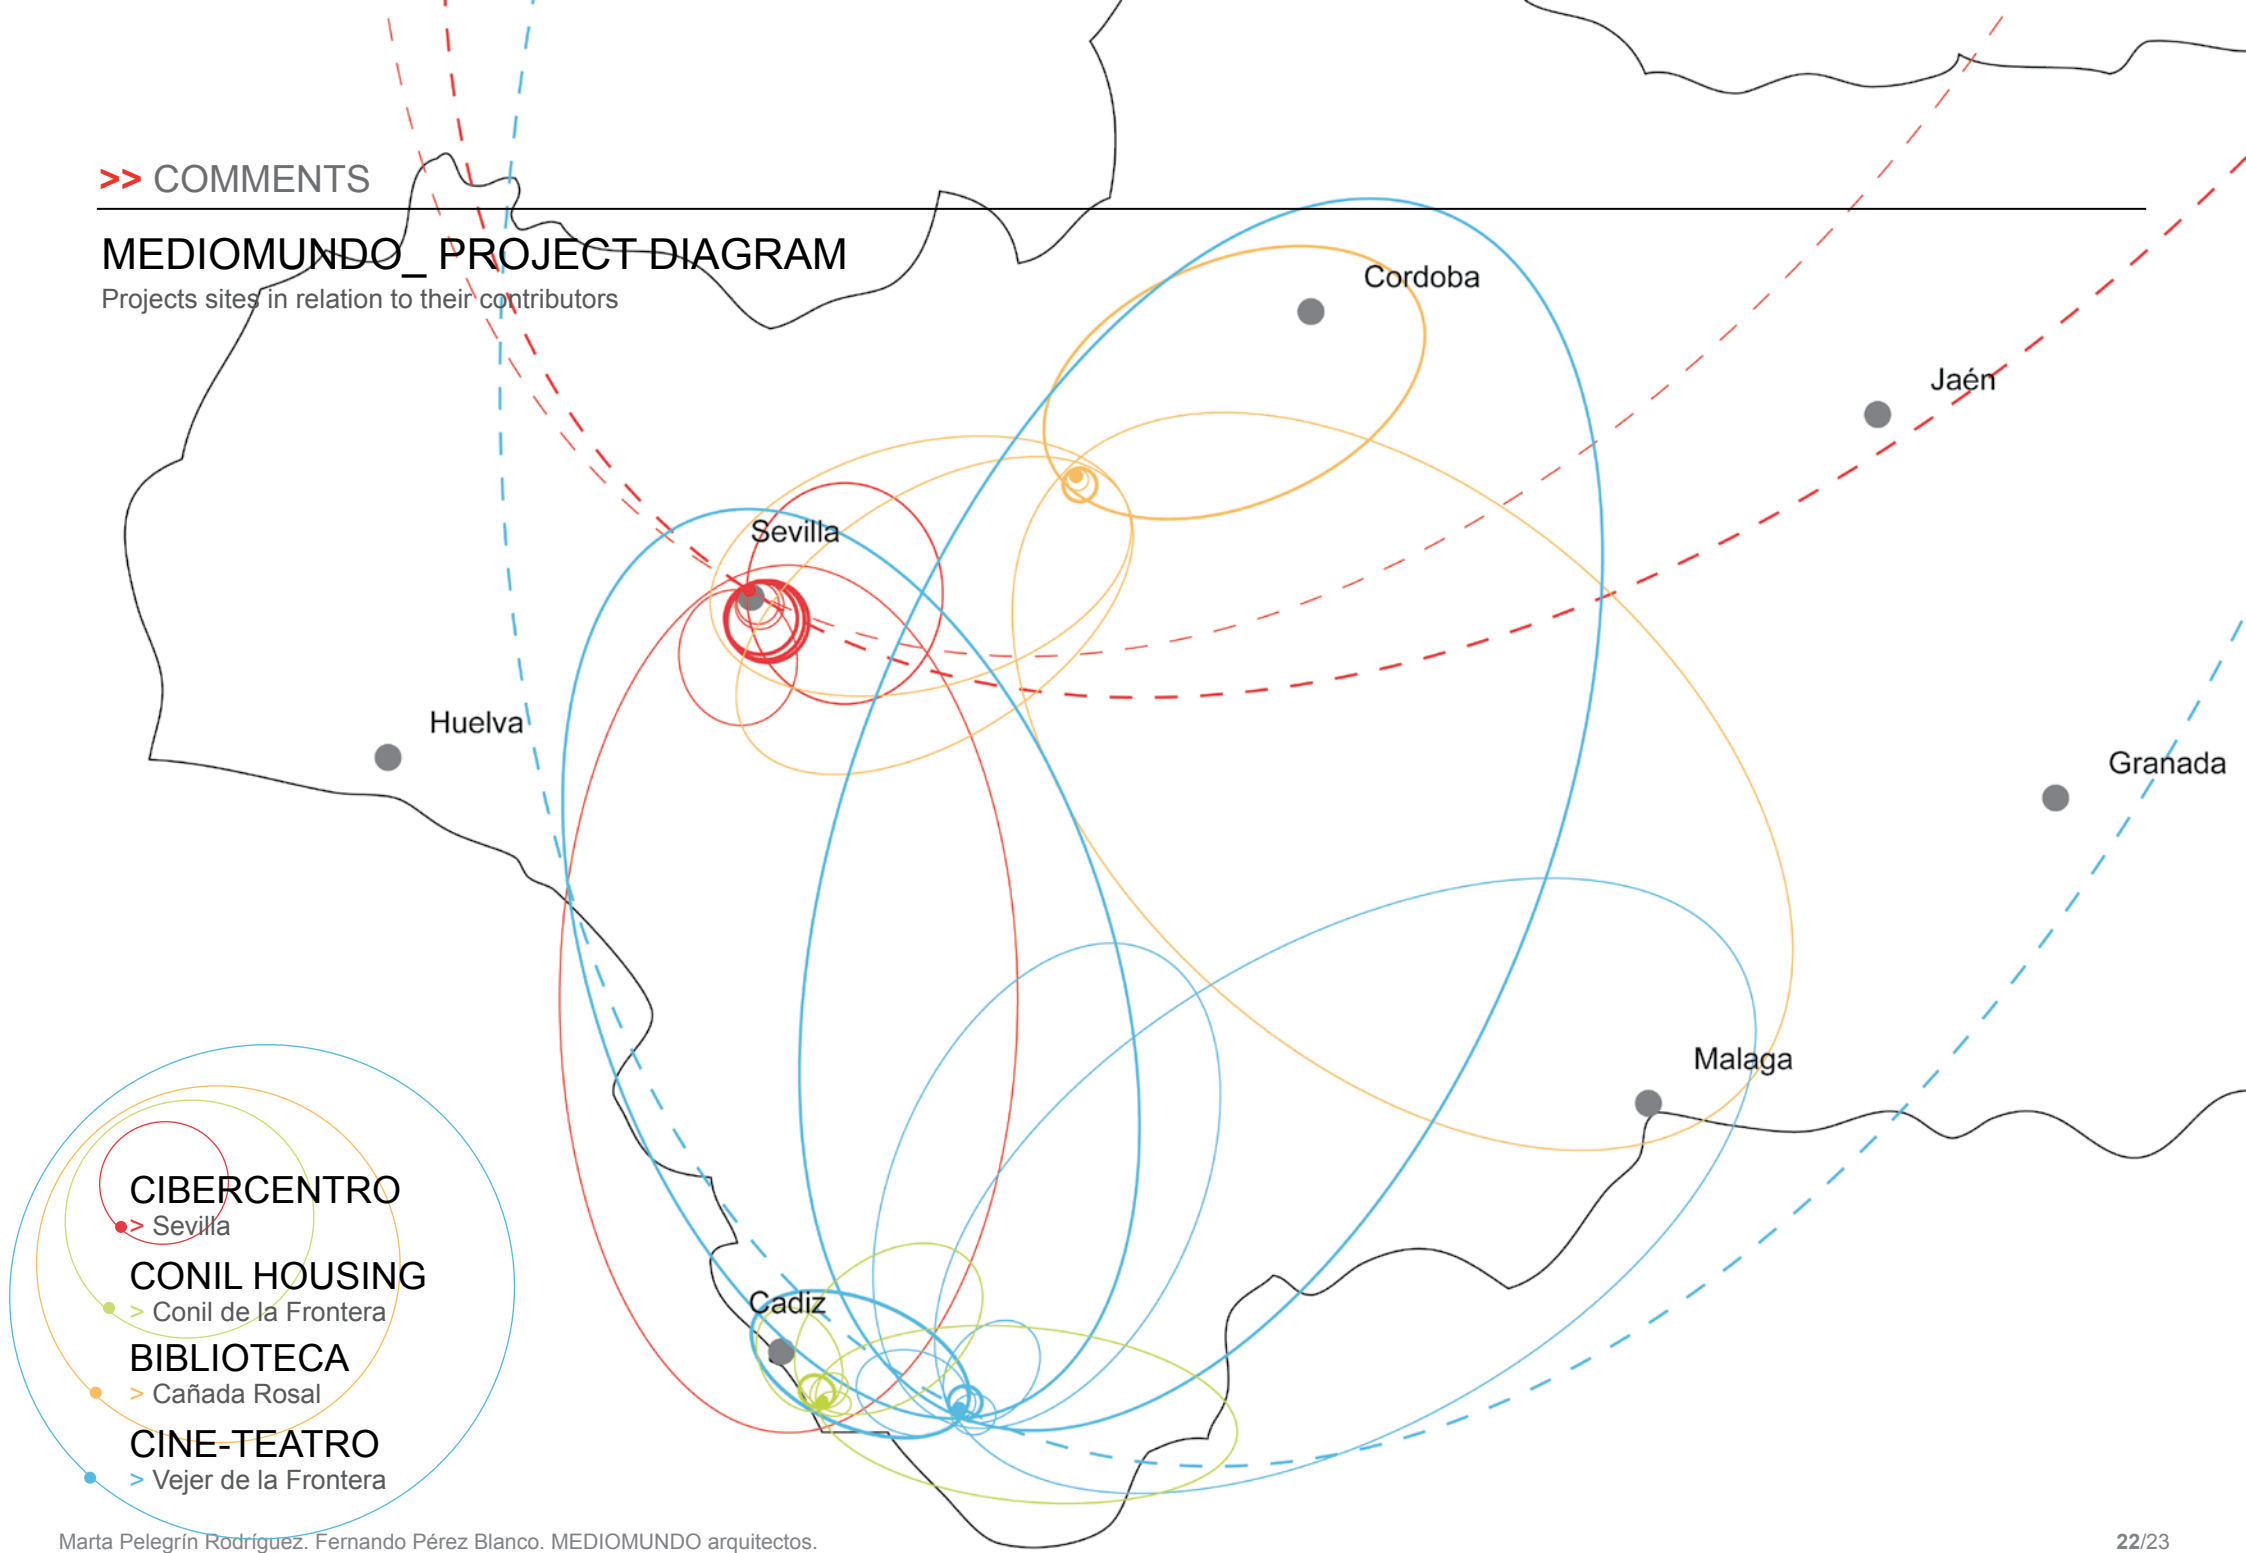 >> COMMENTS
MEDIOMUNDO_ PROJECT DIAGRAM
Projects sites in relation to their contributors
Cordoba
Jaén
Sevilla
Huelva
Granada
Malaga
Cadiz
CIBERCENTRO
> Sevilla
CONIL HOUSING
> Conil de la Frontera
BIBLIOTECA
> Cañada Rosal
CINE-TEATRO
> Vejer de la Frontera
Marta Pelegrín Rodríguez. Fernando Pérez Blanco. MEDIOMUNDO arquitectos.
22/23